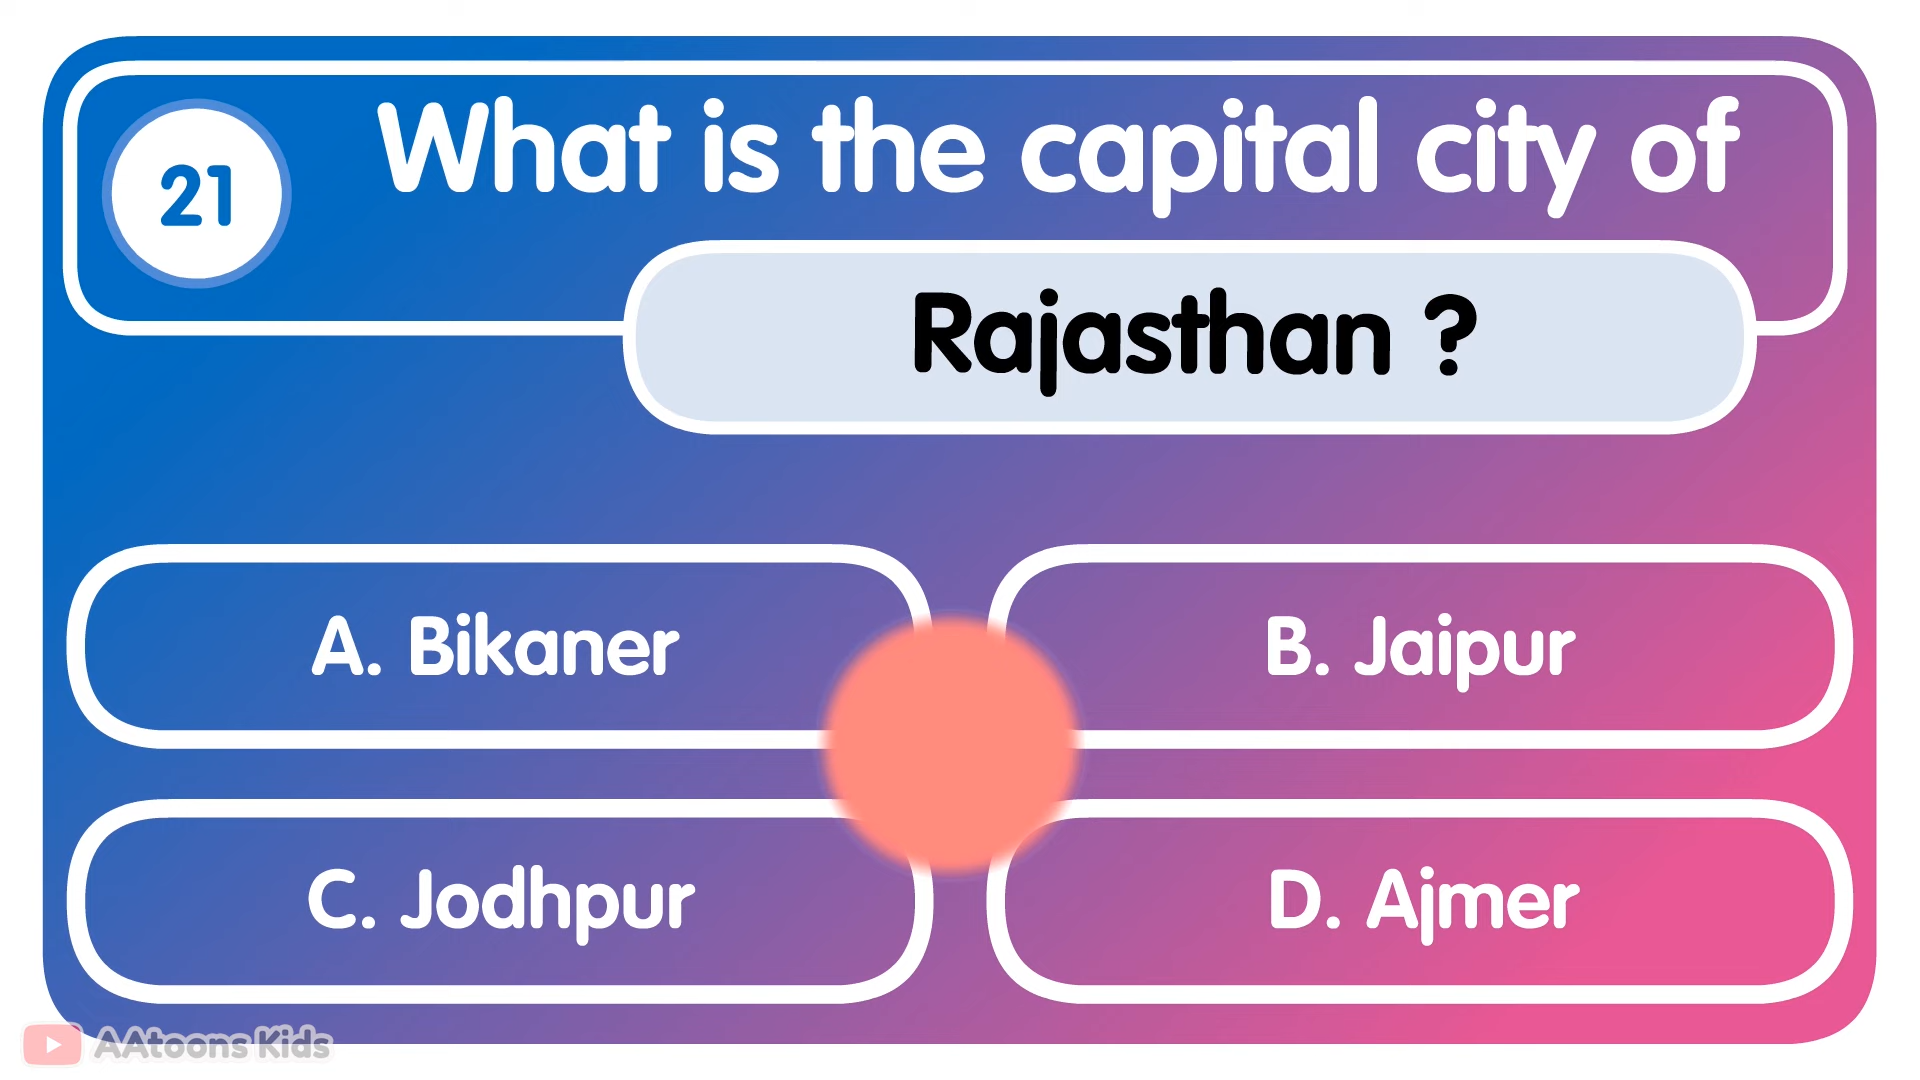 21
What is the capital city of
Rajasthan ?
A. Bikaner
B. Jaipur
C. Jodhpur
D. Ajmer
AAtoons Kids